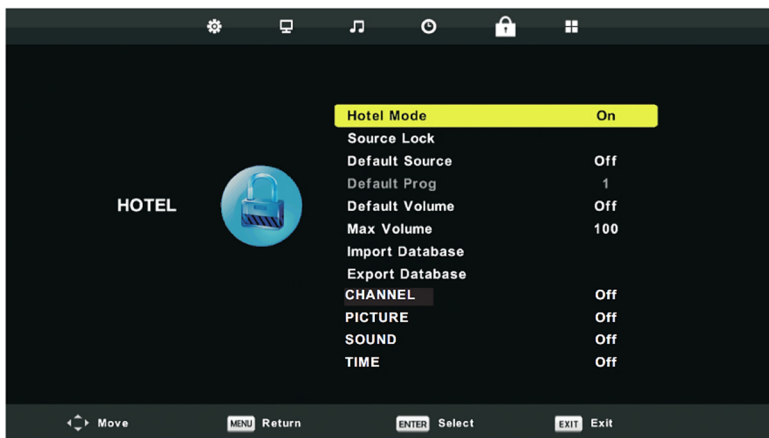 Hotel Mode On
Source Lock
Default Source Off
Default Prog 1
HOTEL
Default Volume Off
Max Volume 100
Import Database
Export Database
CHANNEL Off
PICTURE Off
SOUND Off
TIME Off
Move MENU Return ENTER Select EXIT Exit